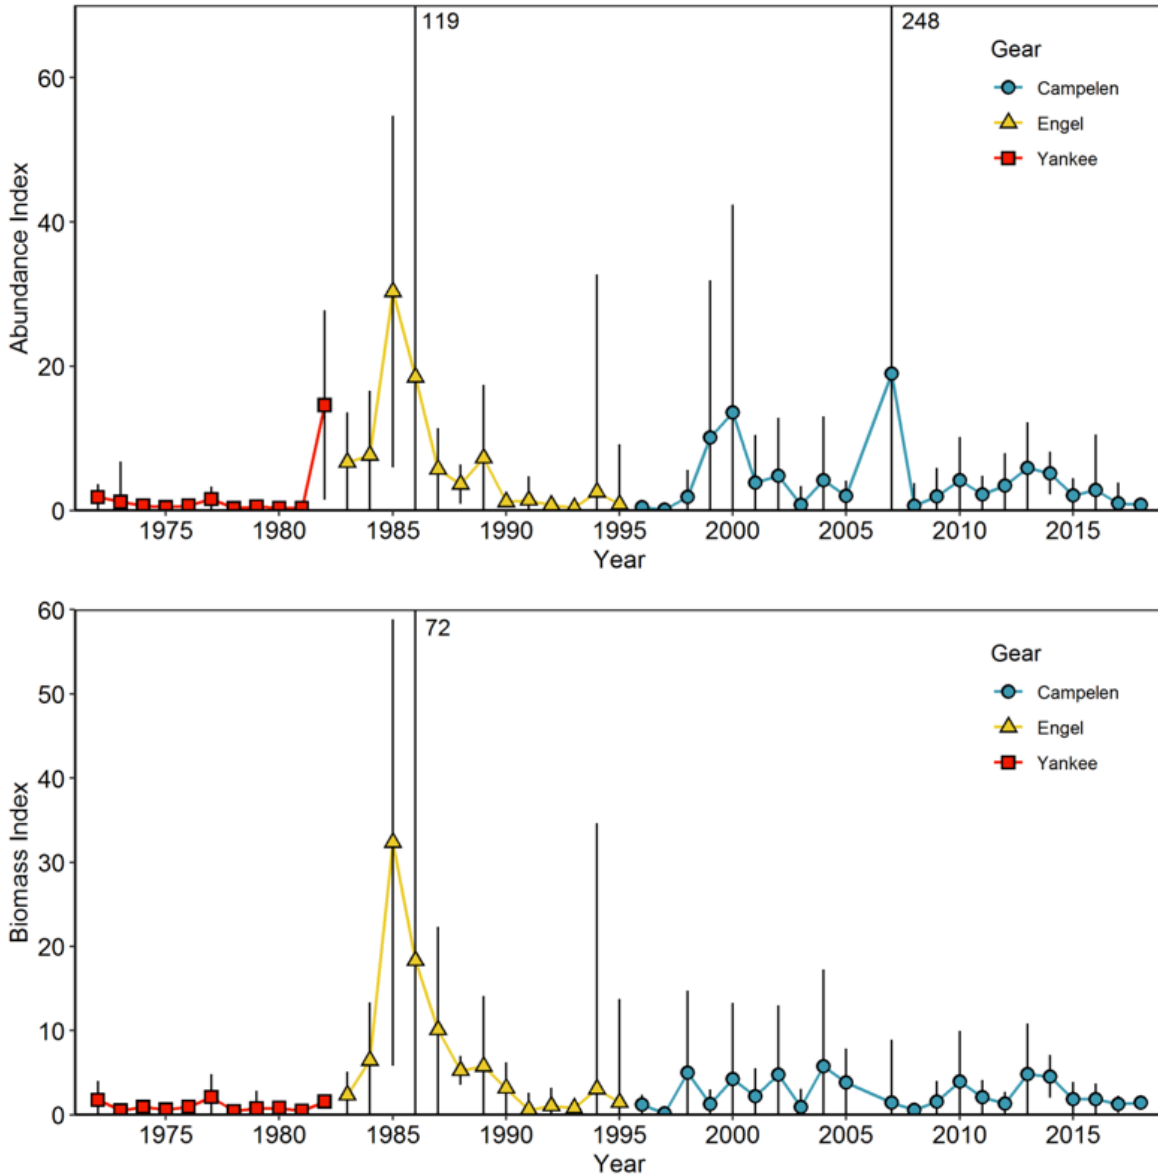 119
248
Gear
Campelen
Engel
Yankee
60
40
20
0
Abundance Index
1975 1980 1985 1990 1995 2000 2005 2010 2015
Year
72
Gear
Campelen
Engel
Yankee
60
50
40
30
20
10
0
Biomass Index
1975 1980 1985 1990 1995 2000 2005 2010 2015
Year